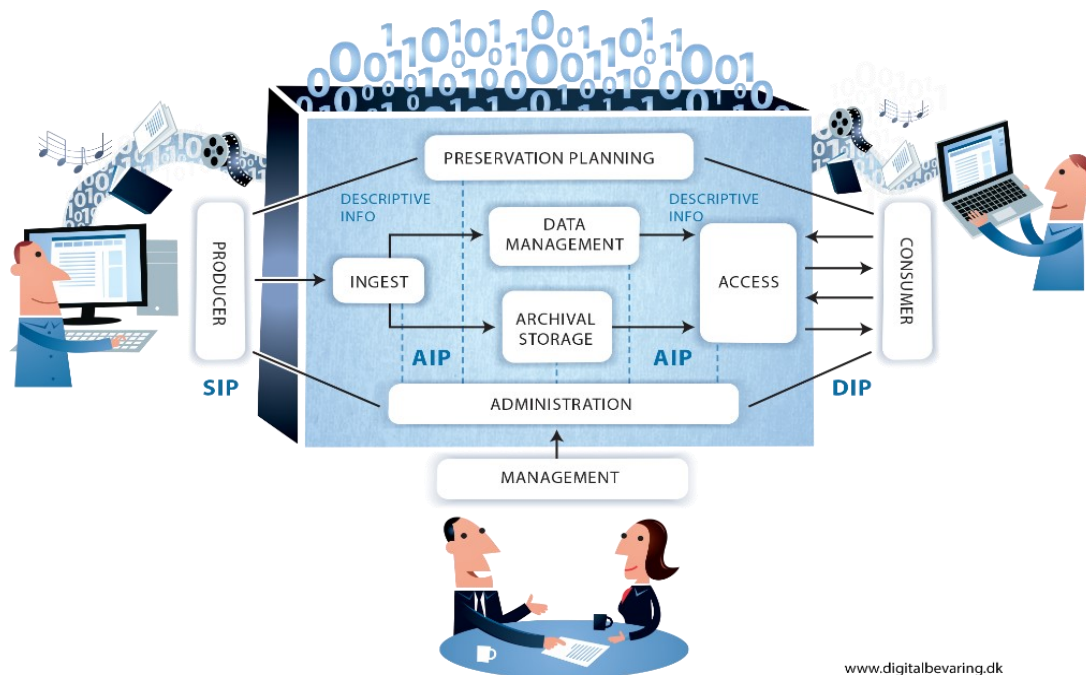 PRESERVATION PLANNING
DESCRIPTIVE
INFO
DESCRIPTIVE
INFO
DATA
MANAGEMENT
PRODUCER
INGEST
ACCESS
CONSUMER
ARCHIVAL
STORAGE
AIP
AIP
SIP
DIP
ADMINISTRATION
MANAGEMENT
www.digitalbevaring.dk